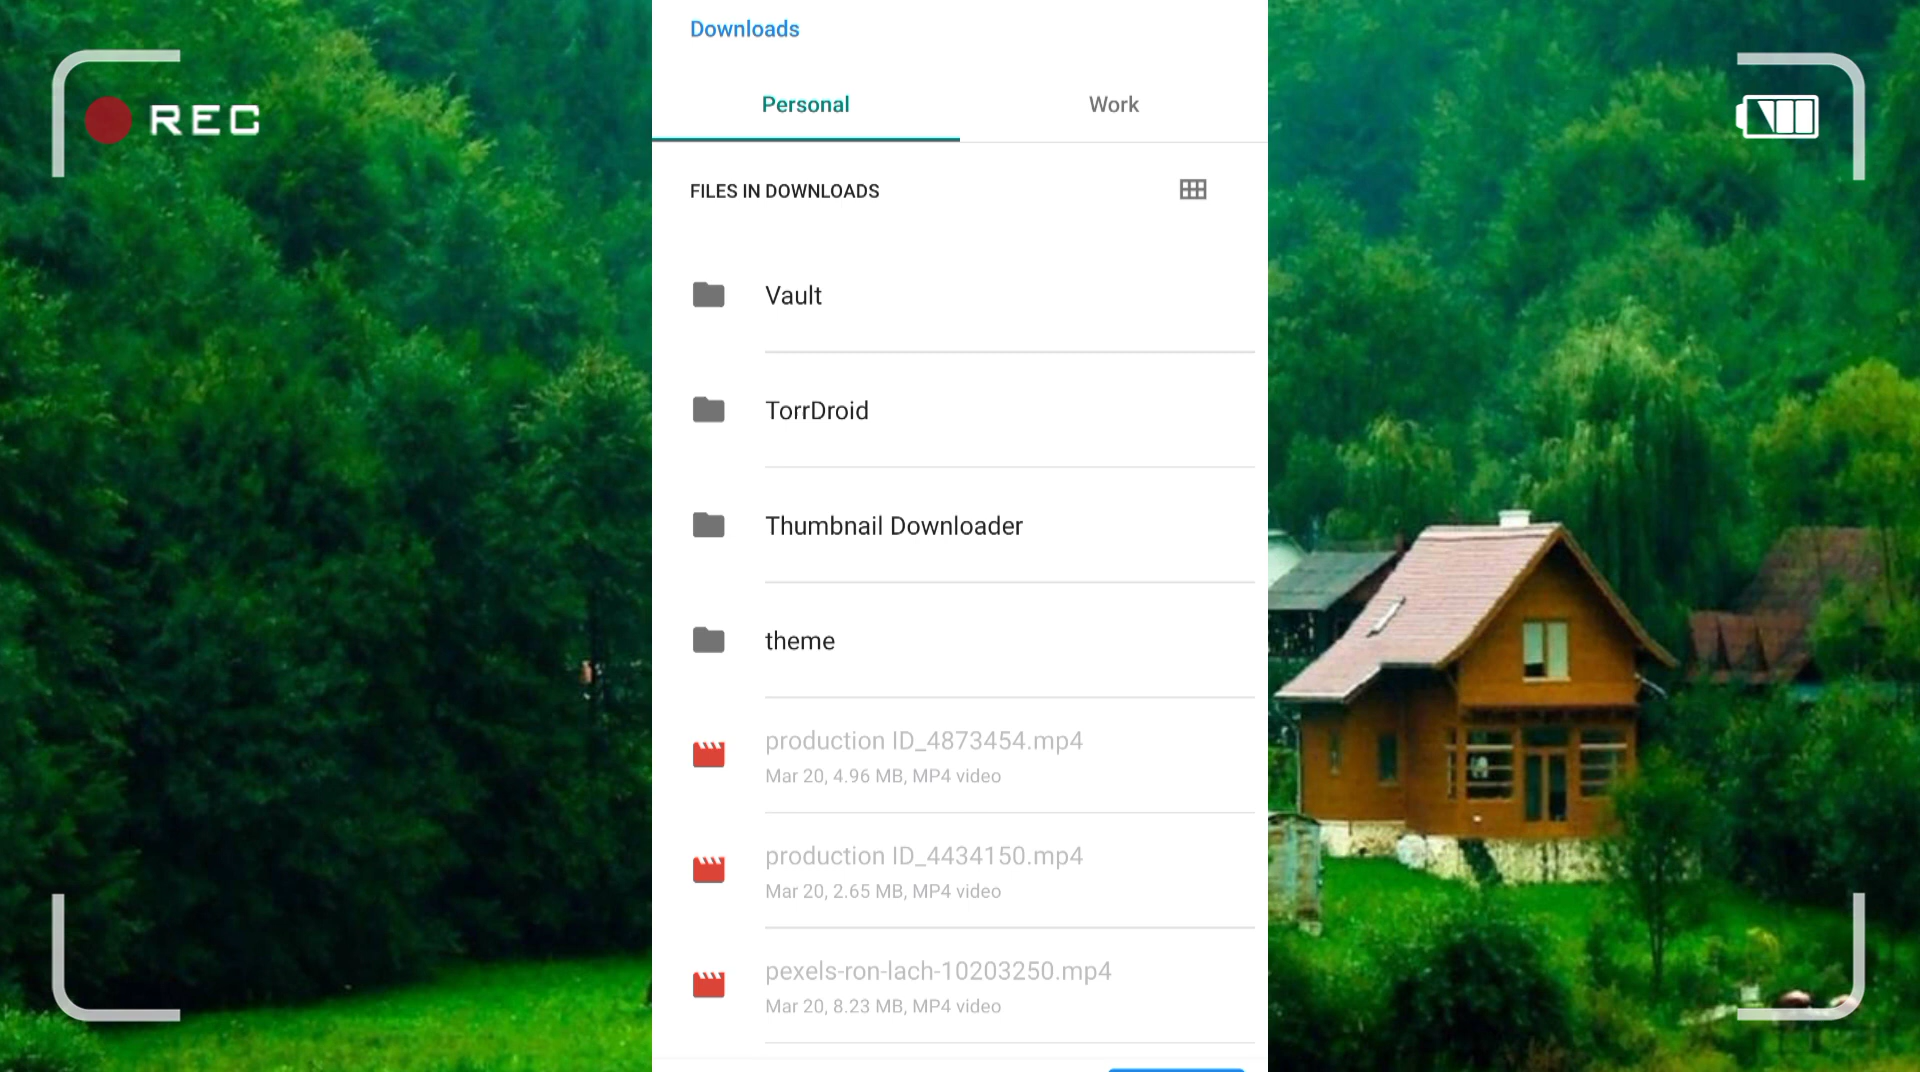 Downloads
REC
Personal
Work
FILES IN DOWNLOADS
Vault
TorrDroid
Thumbnail Downloader
theme
production ID_4873454.mp4
Mar 20, 4.96 MB, MP4 video
production ID_4434150.mp4
Mar 20, 2.65 MB, MP4 video
pexels-ron-lach-10203250.mp4
Mar 20, 8.23 MB, MP4 video